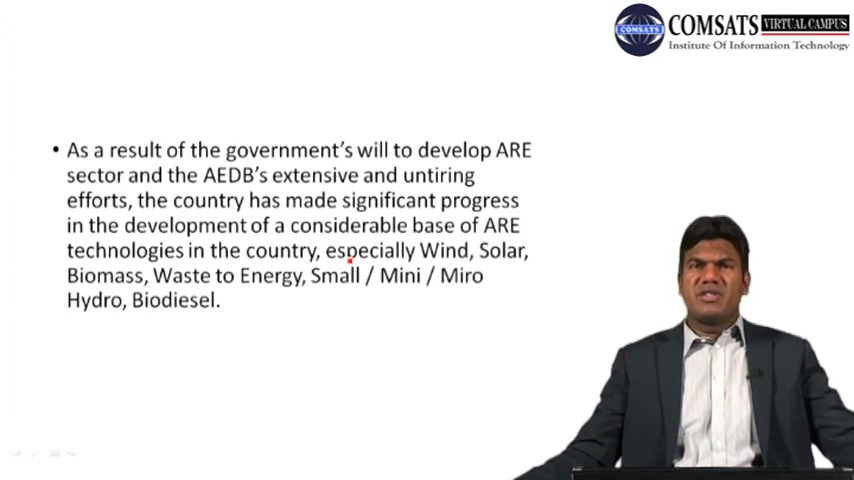 COMSATS
COMSATS VIRTUAL CAMPUS
Institute Of Information Technology
• As a result of the government's will to develop ARE
sector and the AEDB's extensive and untiring
efforts, the country has made significant progress
in the development of a considerable base of ARE
technologies in the country, especially Wind, Solar,
Biomass, Waste to Energy, Small / Mini / Miro
Hydro, Biodiesel.